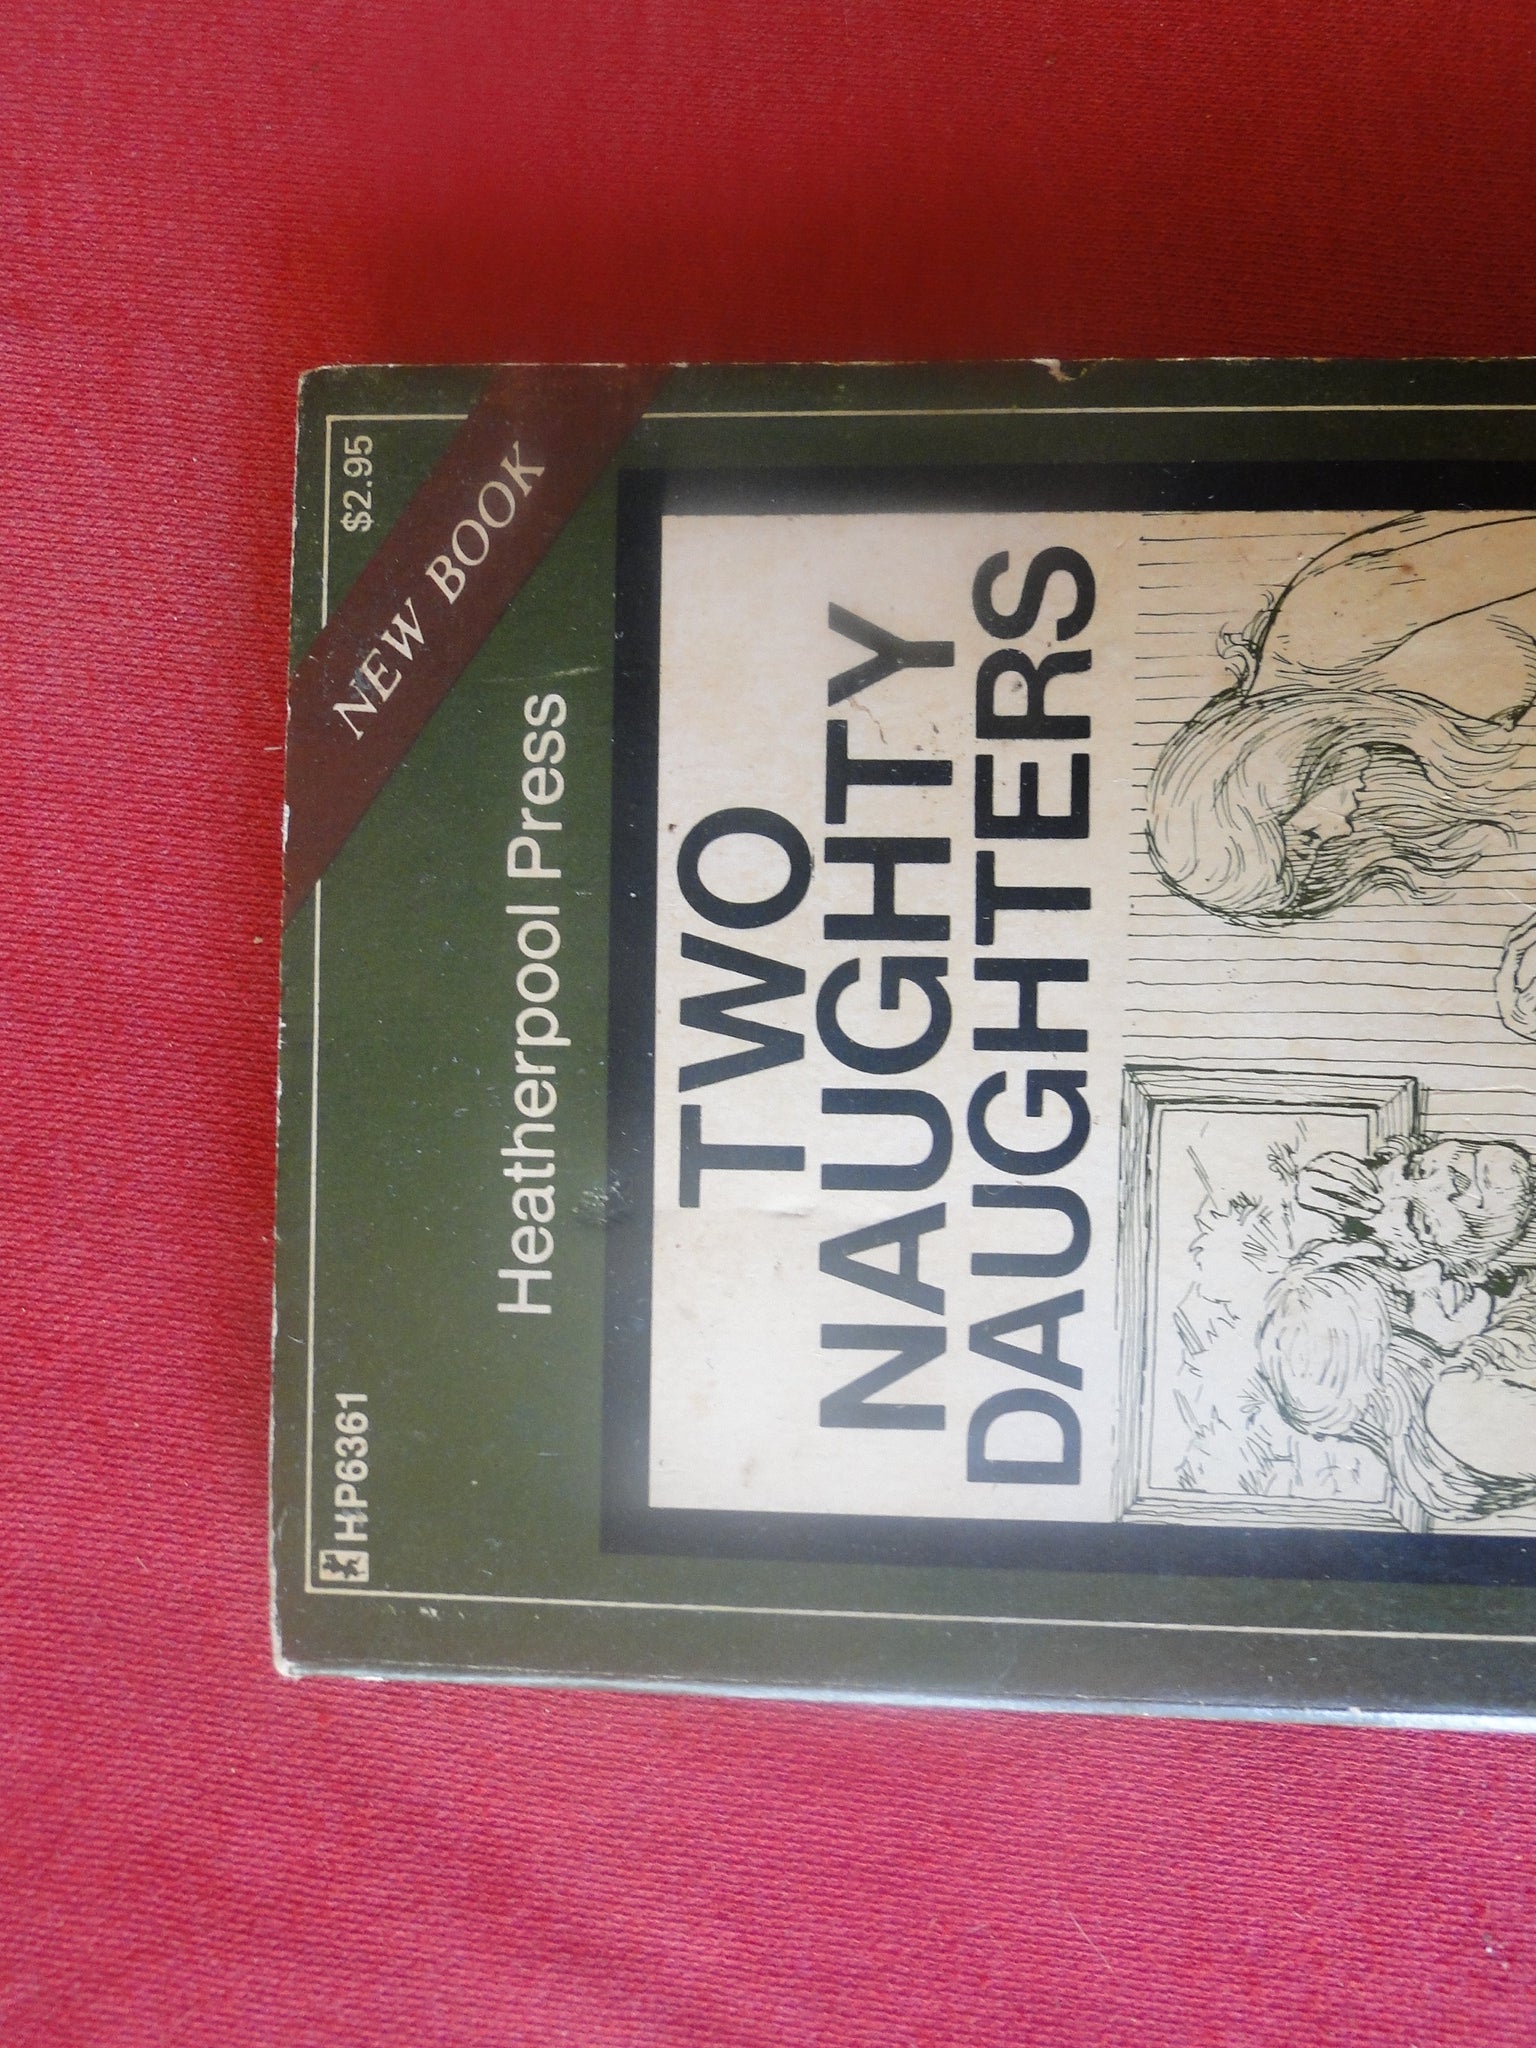 HP6361
$2.95
NEW BOOK
Heatherpool Press
TWO
NAUGHTY
DAUGHTERS